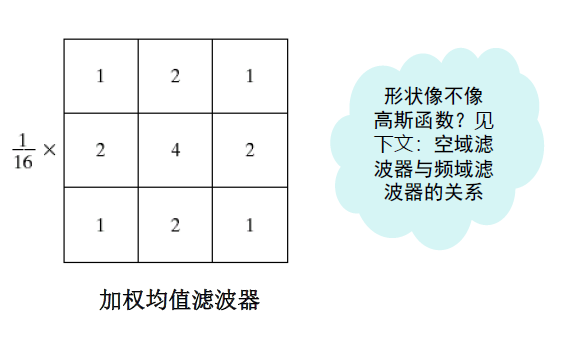 1 2 1
1/16 × 2 4 2
1 2 1
加权均值滤波器
形状像不像
高斯函数？见
下文：空域滤
波器与频域滤
波器的关系